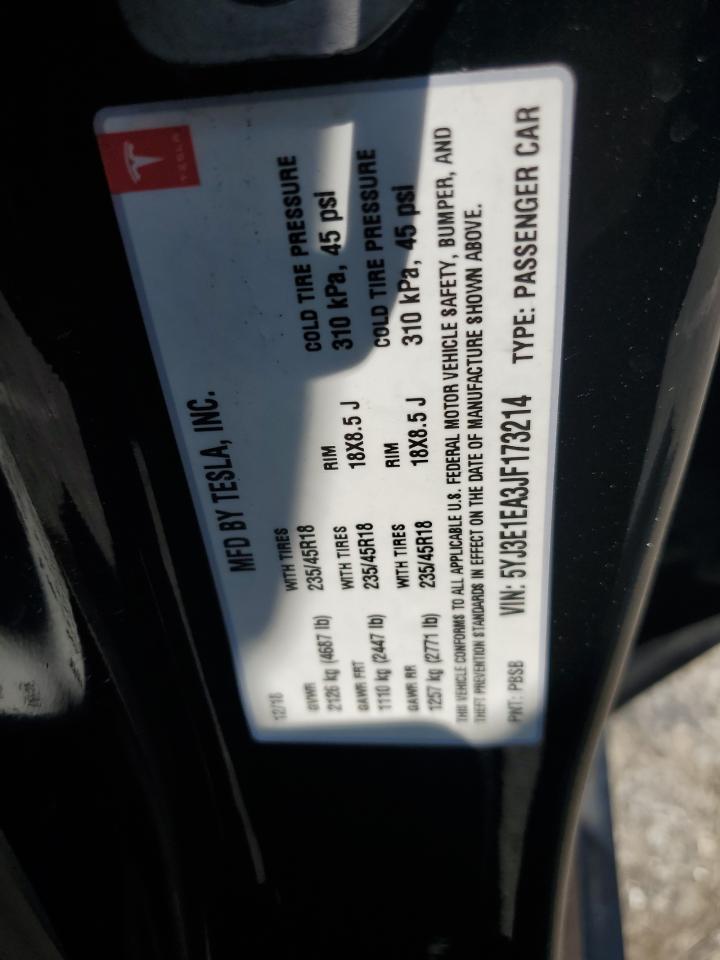 TESLA
MFD BY TESLA, INC.
12/18
GVWR WITH TIRES RIM COLD TIRE PRESSURE
2126 kg (4687 lb) 235/45R18 18X8.5 J 310 kPa, 45 psi
GAWR FRT WITH TIRES RIM COLD TIRE PRESSURE
1110 kg (2447 lb) 235/45R18 18X8.5 J 310 kPa, 45 psi
GAWR RR WITH TIRES
1257 kg (2771 lb) 235/45R18
THIS VEHICLE CONFORMS TO ALL APPLICABLE U.S. FEDERAL MOTOR VEHICLE SAFETY, BUMPER, AND
THEFT PREVENTION STANDARDS IN EFFECT ON THE DATE OF MANUFACTURE SHOWN ABOVE.
PNT: PBSB VIN: 5YJ3E1EA3JF173214 TYPE: PASSENGER CAR